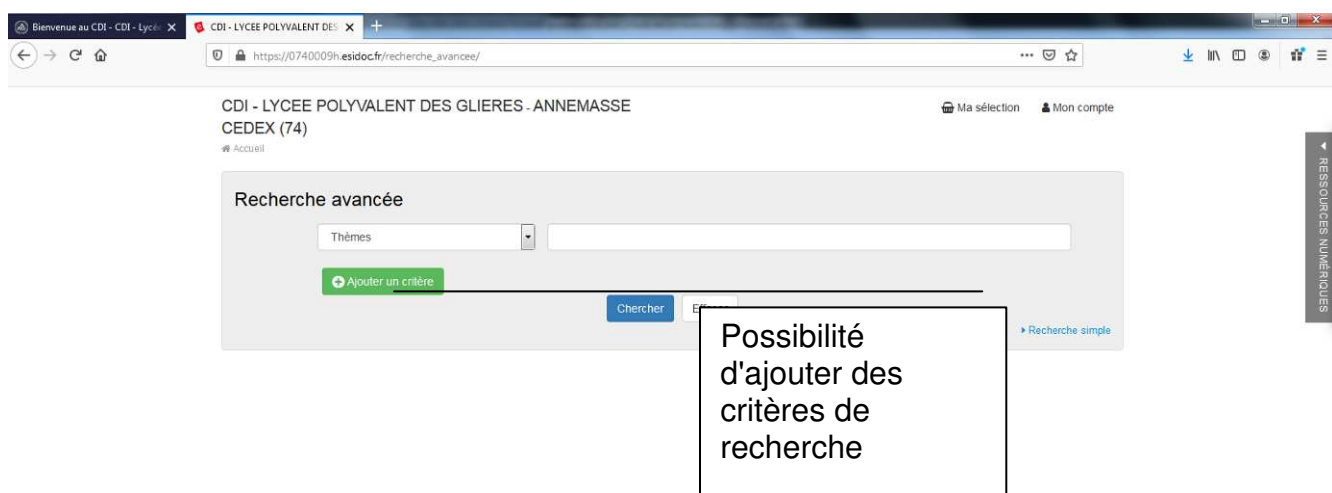 Bienvenue au CDI - CDI - Lycé
CDI - LYCEE POLYVALENT DES
https://0740009h.esidoc.fr/recherche_avancee/
CDI - LYCEE POLYVALENT DES GLIERES - ANNEMASSE
CEDEX (74)
Ma sélection
Mon compte
Accueil
RESSOURCES NUMÉRIQUES
Recherche avancée
Thèmes
Ajouter un critère
Chercher
Recherche simple
Possibilité
d'ajouter des
critères de
recherche